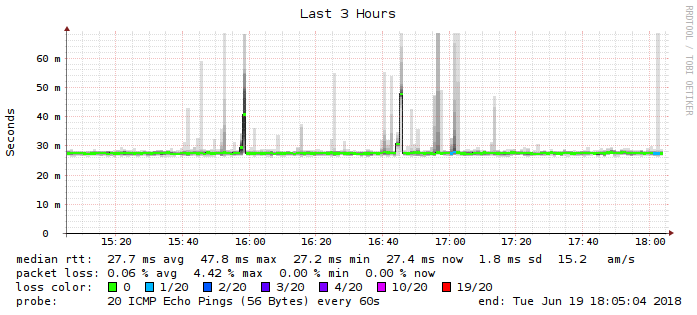 Last 3 Hours
RRDTOOL / TOBI OETIKER
Seconds
60 m
50 m
40 m
30 m
20 m
10 m
0
15:20 15:40 16:00 16:20 16:40 17:00 17:20 17:40 18:00
median rtt: 27.7 ms avg 47.8 ms max 27.2 ms min 27.4 ms now 1.8 ms sd 15.2 am/s
packet loss: 0.06 % avg 4.42 % max 0.00 % min 0.00 % now
loss color: 0 1/20 2/20 3/20 4/20 10/20 19/20
probe: 20 ICMP Echo Pings (56 Bytes) every 60s end: Tue Jun 19 18:05:04 2018